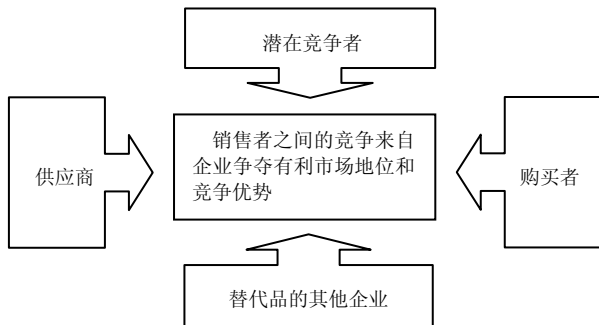 潜在竞争者
供应商
销售者之间的竞争来自
企业争夺有利市场地位和
竞争优势
购买者
替代品的其他企业